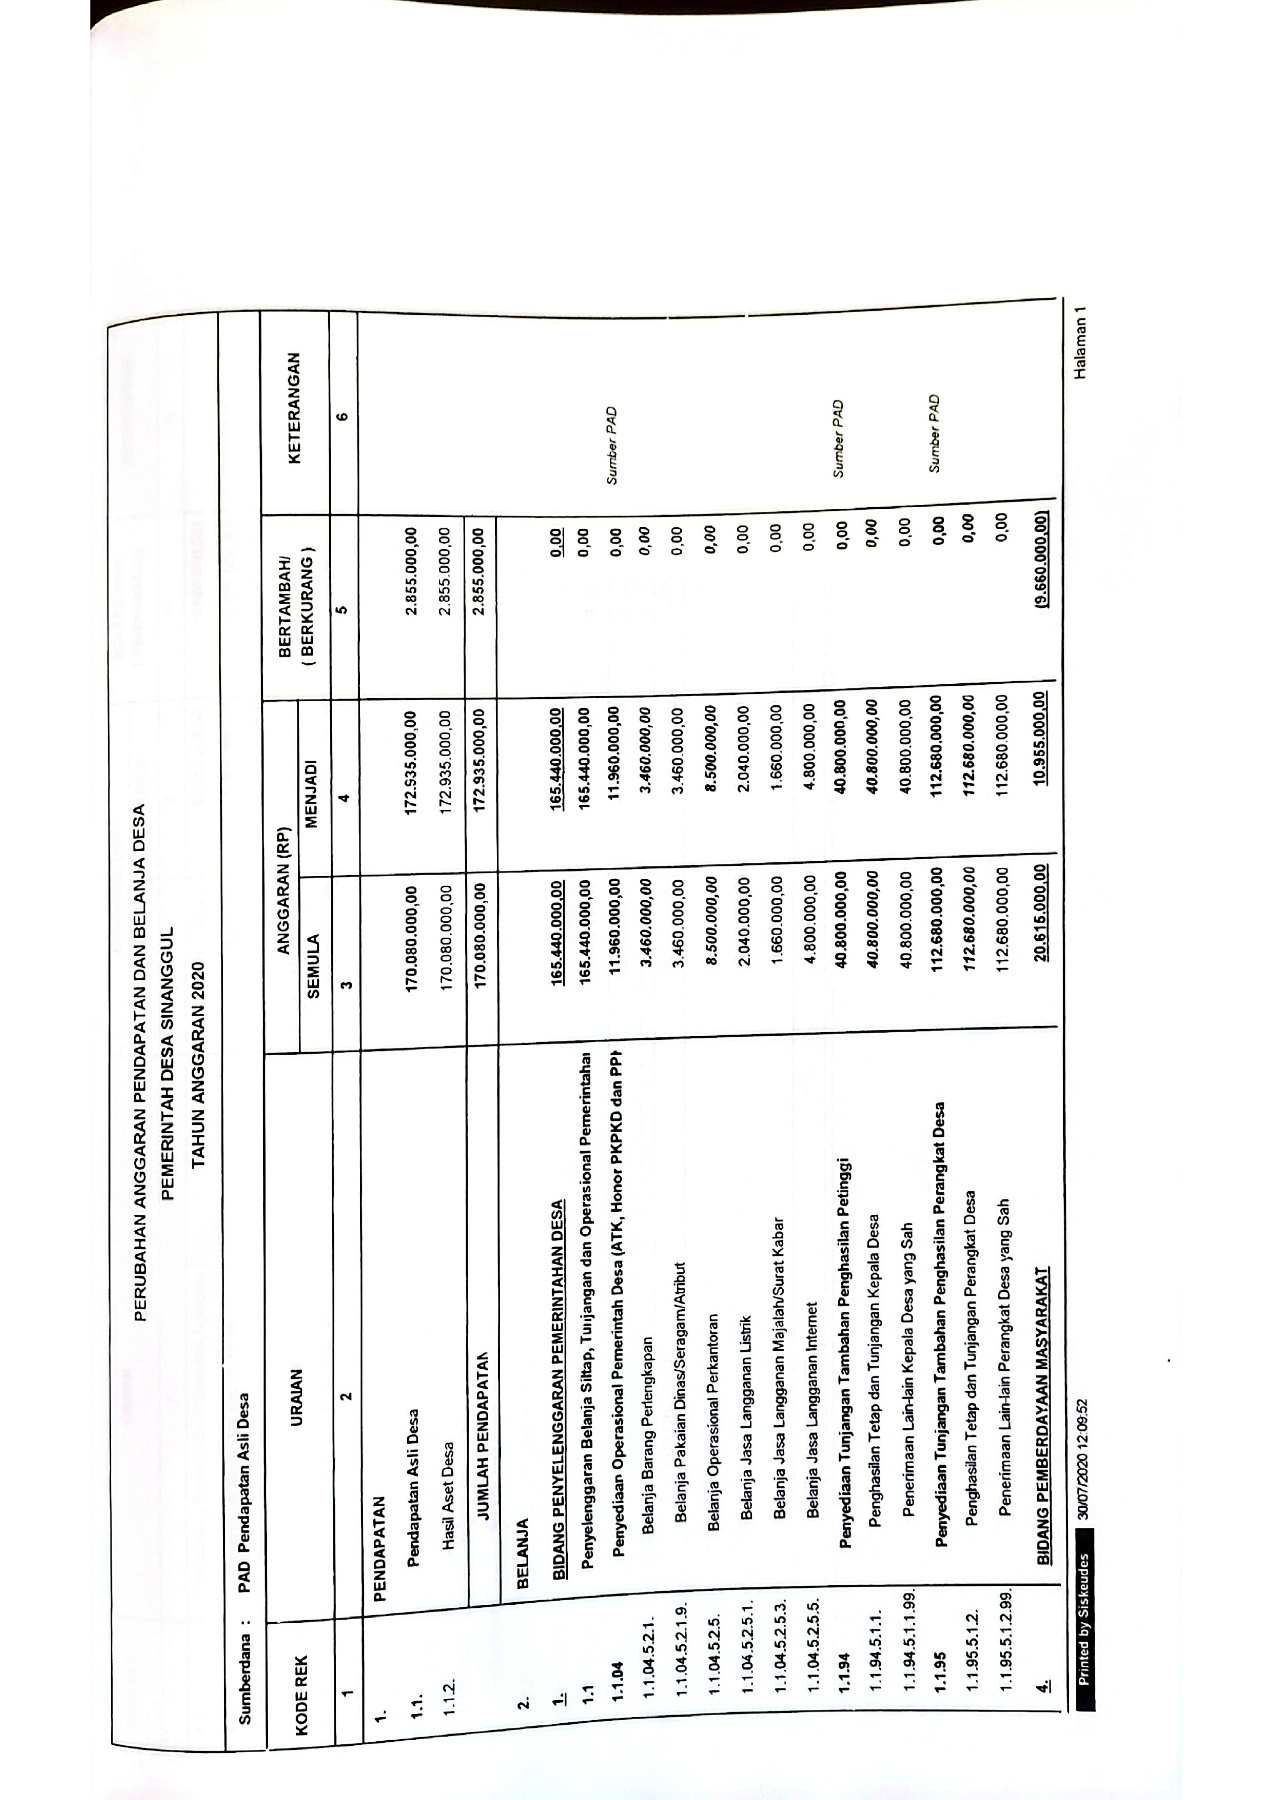 PERUBAHAN ANGGARAN PENDAPATAN DAN BELANJA DESA
PEMERINTAH DESA SINANGGUL
TAHUN ANGGARAN 2020
Sumberdana : PAD Pendapatan Asli Desa
KODE REK URAIAN ANGGARAN (RP) BERTAMBAH/ ( BERKURANG ) KETERANGAN
SEMULA MENJADI
1 2 3 4 5 6
1. PENDAPATAN
1.1. Pendapatan Asli Desa 170.080.000,00 172.935.000,00 2.855.000,00
1.1.2. Hasil Aset Desa 170.080.000,00 172.935.000,00 2.855.000,00
JUMLAH PENDAPATAN 170.080.000,00 172.935.000,00 2.855.000,00
2. BELANJA
1. BIDANG PENYELENGGARAN PEMERINTAHAN DESA 165.440.000,00 165.440.000,00 0,00
1.1 Penyelenggaran Belanja Siltap, Tunjangan dan Operasional Pemerintahan 165.440.000,00 165.440.000,00 0,00
1.1.04 Penyediaan Operasional Pemerintah Desa (ATK, Honor PKPKD dan PPK 11.960.000,00 11.960.000,00 0,00 Sumber PAD
1.1.04.5.2.1. Belanja Barang Perlengkapan 3.460.000,00 3.460.000,00 0,00
1.1.04.5.2.1.9. Belanja Pakaian Dinas/Seragam/Atribut 3.460.000,00 3.460.000,00 0,00
1.1.04.5.2.5. Belanja Operasional Perkantoran 8.500.000,00 8.500.000,00 0,00
1.1.04.5.2.5.1. Belanja Jasa Langganan Listrik 2.040.000,00 2.040.000,00 0,00
1.1.04.5.2.5.3. Belanja Jasa Langganan Majalah/Surat Kabar 1.660.000,00 1.660.000,00 0,00
1.1.04.5.2.5.5. Belanja Jasa Langganan Internet 4.800.000,00 4.800.000,00 0,00
1.1.94 Penyediaan Tunjangan Tambahan Penghasilan Petinggi 40.800.000,00 40.800.000,00 0,00 Sumber PAD
1.1.94.5.1.1. Penghasilan Tetap dan Tunjangan Kepala Desa 40.800.000,00 40.800.000,00 0,00
1.1.94.5.1.1.99. Penerimaan Lain-lain Kepala Desa yang Sah 40.800.000,00 40.800.000,00 0,00
1.1.95 Penyediaan Tunjangan Tambahan Penghasilan Perangkat Desa 112.680.000,00 112.680.000,00 0,00 Sumber PAD
1.1.95.5.1.2. Penghasilan Tetap dan Tunjangan Perangkat Desa 112.680.000,00 112.680.000,00 0,00
1.1.95.5.1.2.99. Penerimaan Lain-lain Perangkat Desa yang Sah 112.680.000,00 112.680.000,00 0,00
4. BIDANG PEMBERDAYAAN MASYARAKAT 20.615.000,00 10.955.000,00 (9.660.000,00)
Printed by Siskeudes 30/07/2020 12:09:52 Halaman 1